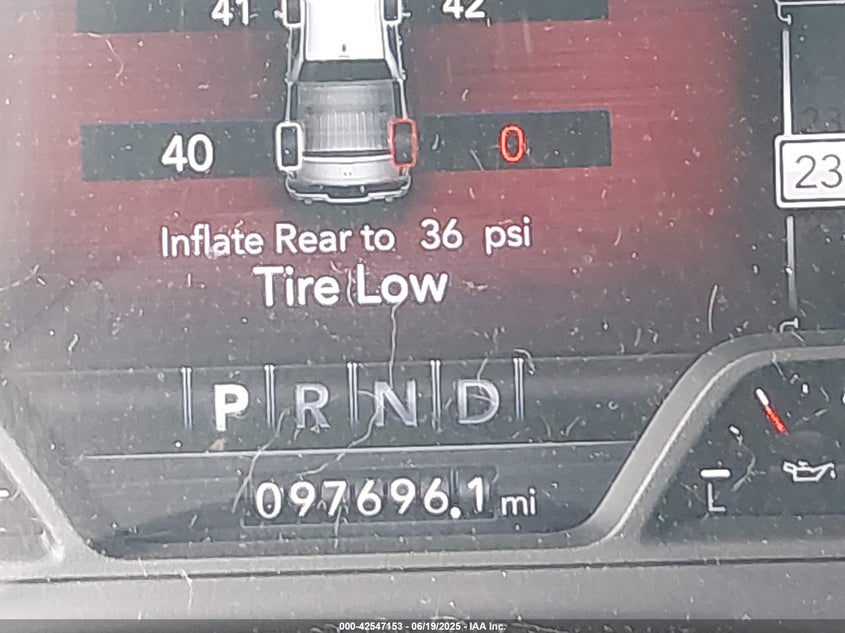 41 42
40 0
23
Inflate Rear to 36 psi
Tire Low
P R N D
097696.1 mi
L
000-42547153 - 06/19/2025 - IAA Inc.